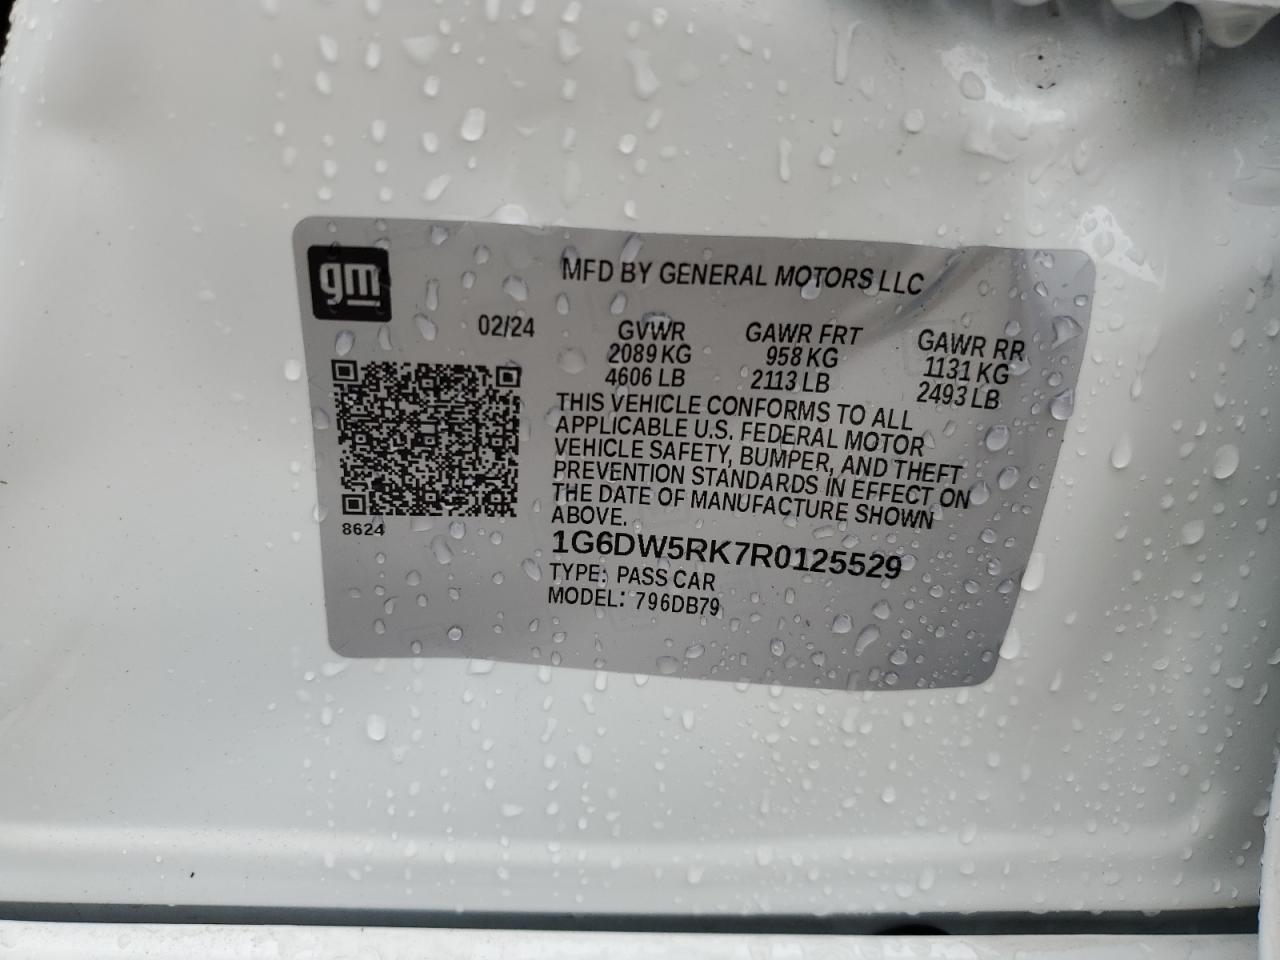 gm
MFD BY GENERAL MOTORS LLC
02/24 GVWR GAWR FRT GAWR RR
2089 KG 958 KG 1131 KG
4606 LB 2113 LB 2493 LB
THIS VEHICLE CONFORMS TO ALL
APPLICABLE U.S. FEDERAL MOTOR
VEHICLE SAFETY, BUMPER, AND THEFT
PREVENTION STANDARDS IN EFFECT ON
THE DATE OF MANUFACTURE SHOWN
ABOVE.
8624
1G6DW5RK7R0125529
TYPE: PASS CAR
MODEL: 796DB79